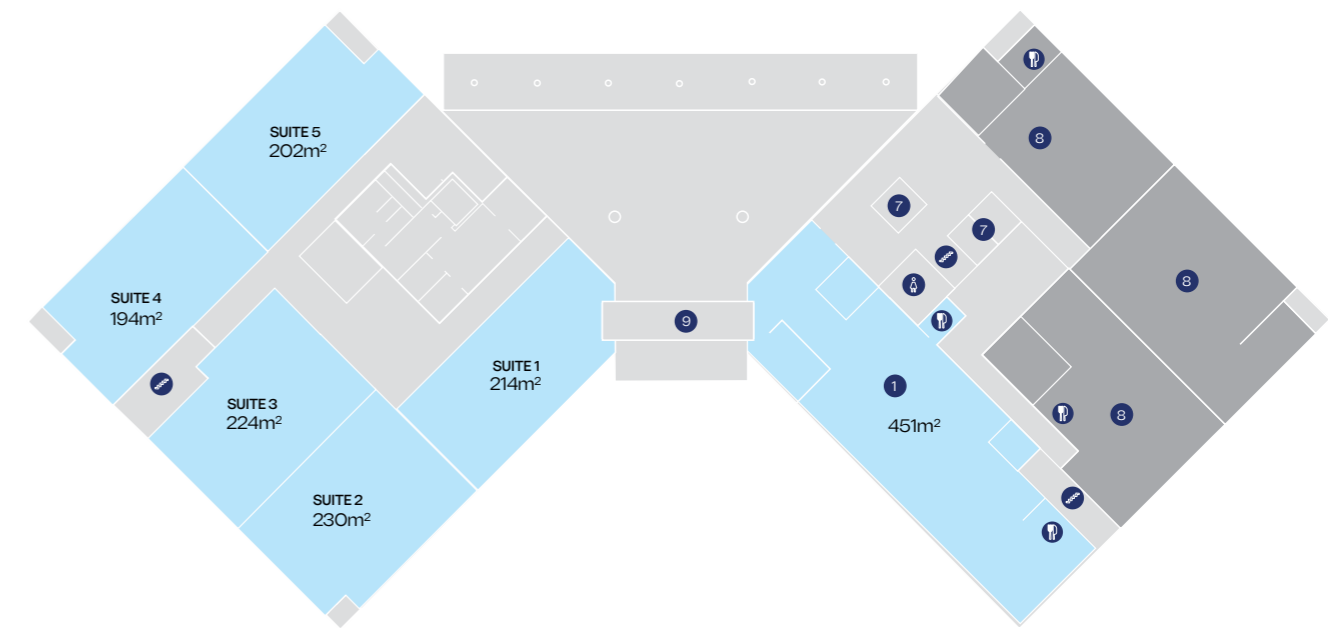 SUITE 5
202m²
SUITE 4
194m²
SUITE 3
224m²
SUITE 2
230m²
SUITE 1
214m²
9
7
7
8
8
8
1
451m²